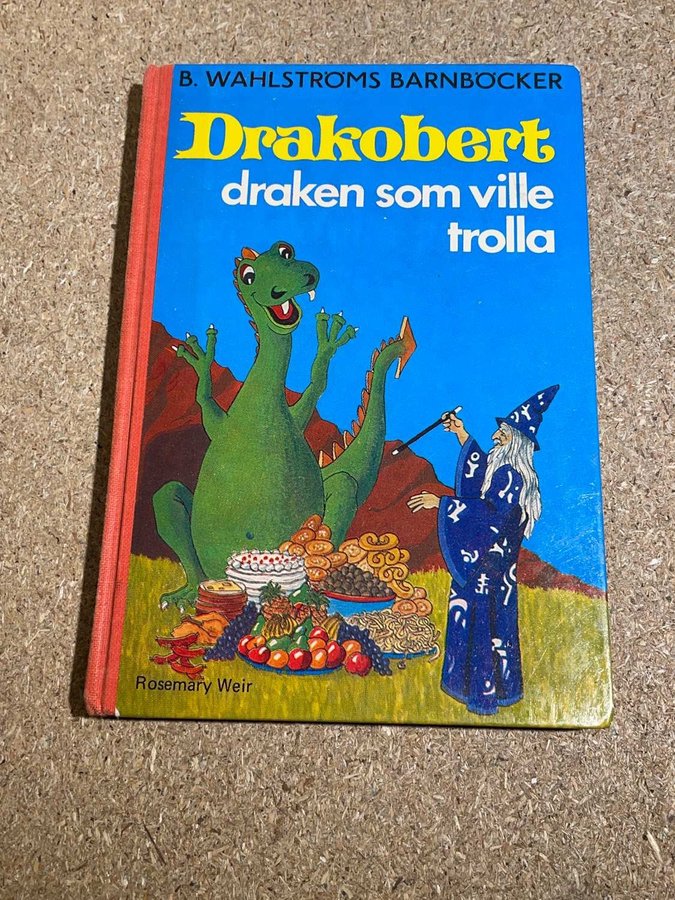 B. WAHLSTRÖMS BARNBÖCKER
Drakobert
draken som ville
trolla
Rosemary Weir